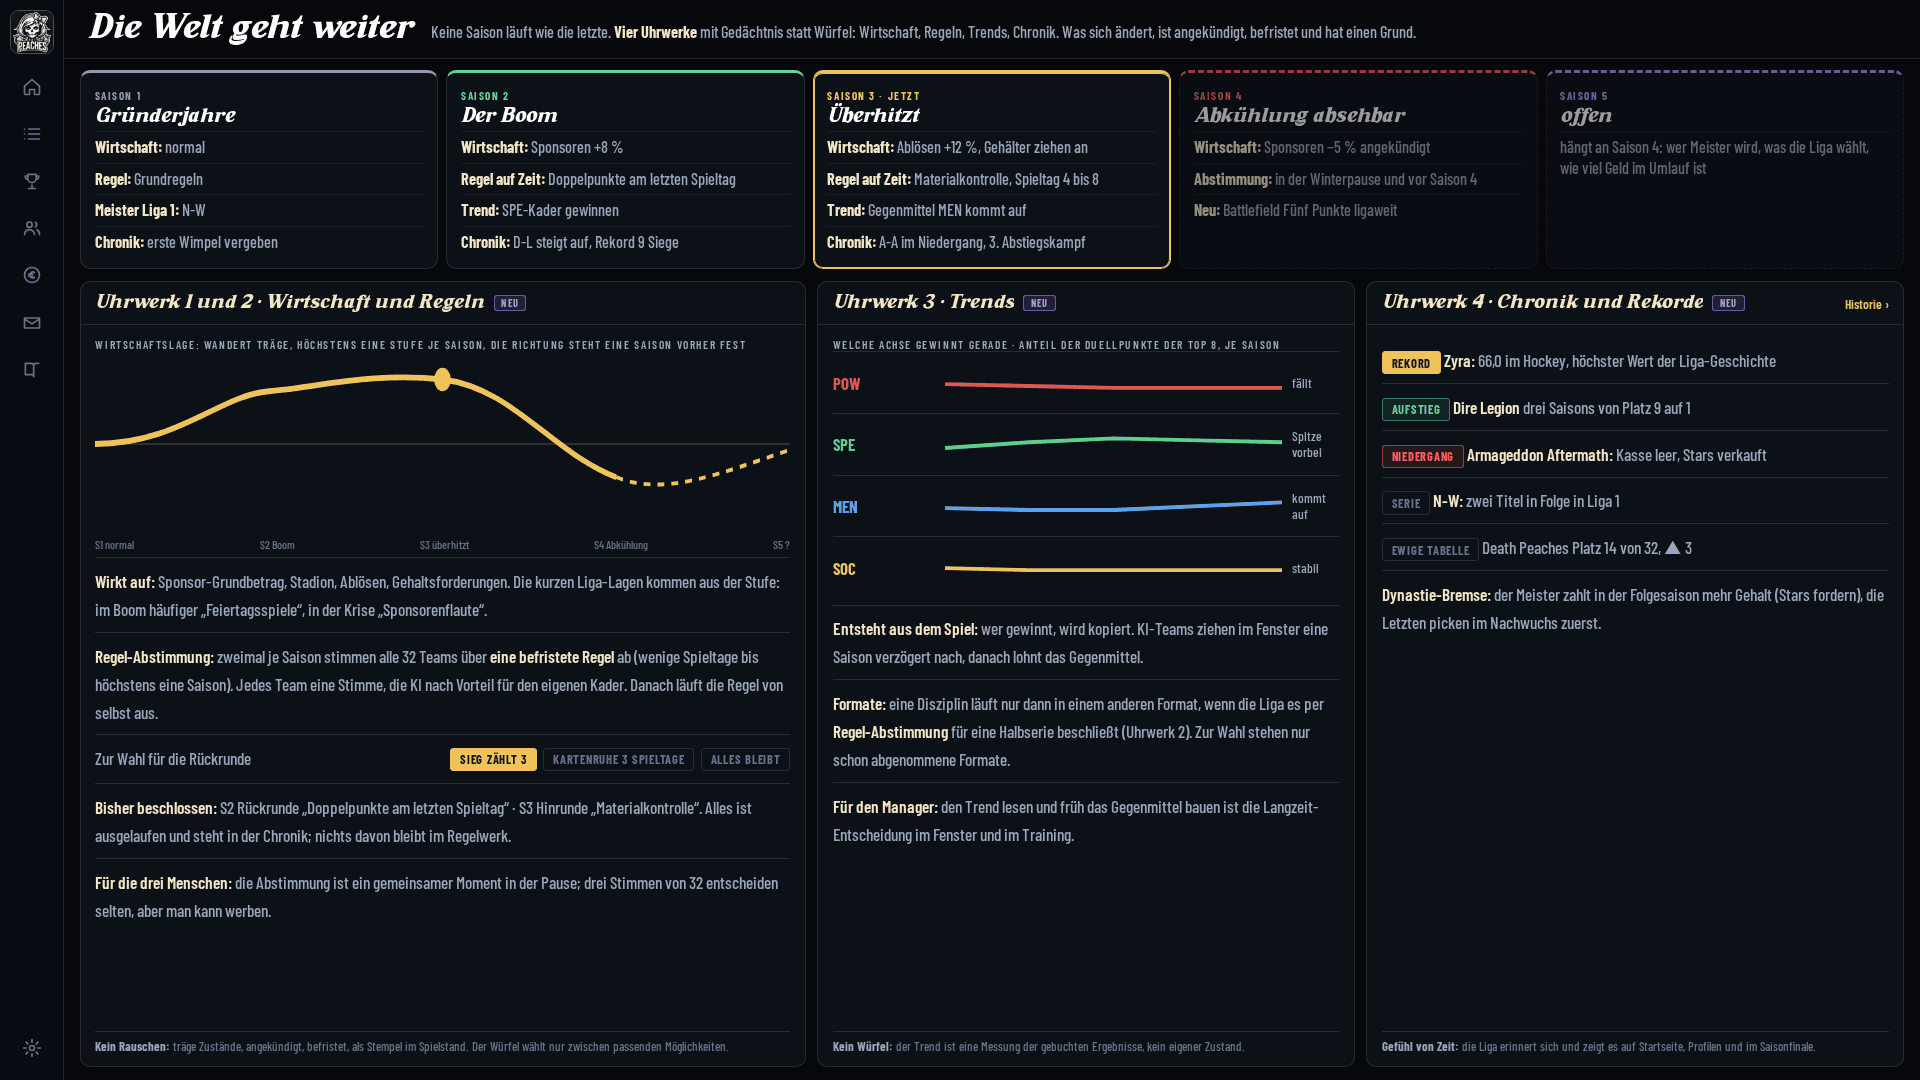 PEACHES
Die Welt geht weiter
Keine Saison läuft wie die letzte. Vier Uhrwerke mit Gedächtnis statt Würfel: Wirtschaft, Regeln, Trends, Chronik. Was sich ändert, ist angekündigt, befristet und hat einen Grund.
SAISON 1
Gründerjahre
Wirtschaft: normal
Regel: Grundregeln
Meister Liga 1: N-W
Chronik: erste Wimpel vergeben
SAISON 2
Der Boom
Wirtschaft: Sponsoren +8 %
Regel auf Zeit: Doppelpunkte am letzten Spieltag
Trend: SPE-Kader gewinnen
Chronik: D-L steigt auf, Rekord 9 Siege
SAISON 3 · JETZT
Überhitzt
Wirtschaft: Ablösen +12 %, Gehälter ziehen an
Regel auf Zeit: Materialkontrolle, Spieltag 4 bis 8
Trend: Gegenmittel MEN kommt auf
Chronik: A-A im Niedergang, 3. Abstiegskampf
SAISON 4
Abkühlung absehbar
Wirtschaft: Sponsoren −5 % angekündigt
Abstimmung: in der Winterpause und vor Saison 4
Neu: Battlefield Fünf Punkte ligaweit
SAISON 5
offen
hängt an Saison 4: wer Meister wird, was die Liga wählt,
wie viel Geld im Umlauf ist
Uhrwerk 1 und 2 · Wirtschaft und Regeln NEU
WIRTSCHAFTSLAGE: WANDERT TRÄGE, HÖCHSTENS EINE STUFE JE SAISON, DIE RICHTUNG STEHT EINE SAISON VORHER FEST
S1 normal
S2 Boom
S3 überhitzt
S4 Abkühlung
S5 ?
Wirkt auf: Sponsor-Grundbetrag, Stadion, Ablösen, Gehaltsforderungen. Die kurzen Liga-Lagen kommen aus der Stufe:
im Boom häufiger „Feiertagsspiele“, in der Krise „Sponsorenflaute“.
Regel-Abstimmung: zweimal je Saison stimmen alle 32 Teams über eine befristete Regel ab (wenige Spieltage bis
höchstens eine Saison). Jedes Team eine Stimme, die KI nach Vorteil für den eigenen Kader. Danach läuft die Regel von
selbst aus.
Zur Wahl für die Rückrunde SIEG ZÄHLT 3 KARTENRUHE 3 SPIELTAGE ALLES BLEIBT
Bisher beschlossen: S2 Rückrunde „Doppelpunkte am letzten Spieltag“ · S3 Hinrunde „Materialkontrolle“. Alles ist
ausgelaufen und steht in der Chronik; nichts davon bleibt im Regelwerk.
Für die drei Menschen: die Abstimmung ist ein gemeinsamer Moment in der Pause; drei Stimmen von 32 entscheiden
selten, aber man kann werben.
Kein Rauschen: träge Zustände, angekündigt, befristet, als Stempel im Spielstand. Der Würfel wählt nur zwischen passenden Möglichkeiten.
Uhrwerk 3 · Trends NEU
WELCHE ACHSE GEWINNT GERADE · ANTEIL DER DUELLPUNKTE DER TOP 8, JE SAISON
POW fällt
SPE Spitze
vorbei
MEN kommt
auf
SOC stabil
Entsteht aus dem Spiel: wer gewinnt, wird kopiert. KI-Teams ziehen im Fenster eine
Saison verzögert nach, danach lohnt das Gegenmittel.
Formate: eine Disziplin läuft nur dann in einem anderen Format, wenn die Liga es per
Regel-Abstimmung für eine Halbserie beschließt (Uhrwerk 2). Zur Wahl stehen nur
schon abgenommene Formate.
Für den Manager: den Trend lesen und früh das Gegenmittel bauen ist die Langzeit-
Entscheidung im Fenster und im Training.
Kein Würfel: der Trend ist eine Messung der gebuchten Ergebnisse, kein eigener Zustand.
Uhrwerk 4 · Chronik und Rekorde NEU
Historie ›
REKORD Zyra: 66,0 im Hockey, höchster Wert der Liga-Geschichte
AUFSTIEG Dire Legion drei Saisons von Platz 9 auf 1
NIEDERGANG Armageddon Aftermath: Kasse leer, Stars verkauft
SERIE N-W: zwei Titel in Folge in Liga 1
EWIGE TABELLE Death Peaches Platz 14 von 32, ▲ 3
Dynastie-Bremse: der Meister zahlt in der Folgesaison mehr Gehalt (Stars fordern), die
Letzten picken im Nachwuchs zuerst.
Gefühl von Zeit: die Liga erinnert sich und zeigt es auf Startseite, Profilen und im Saisonfinale.